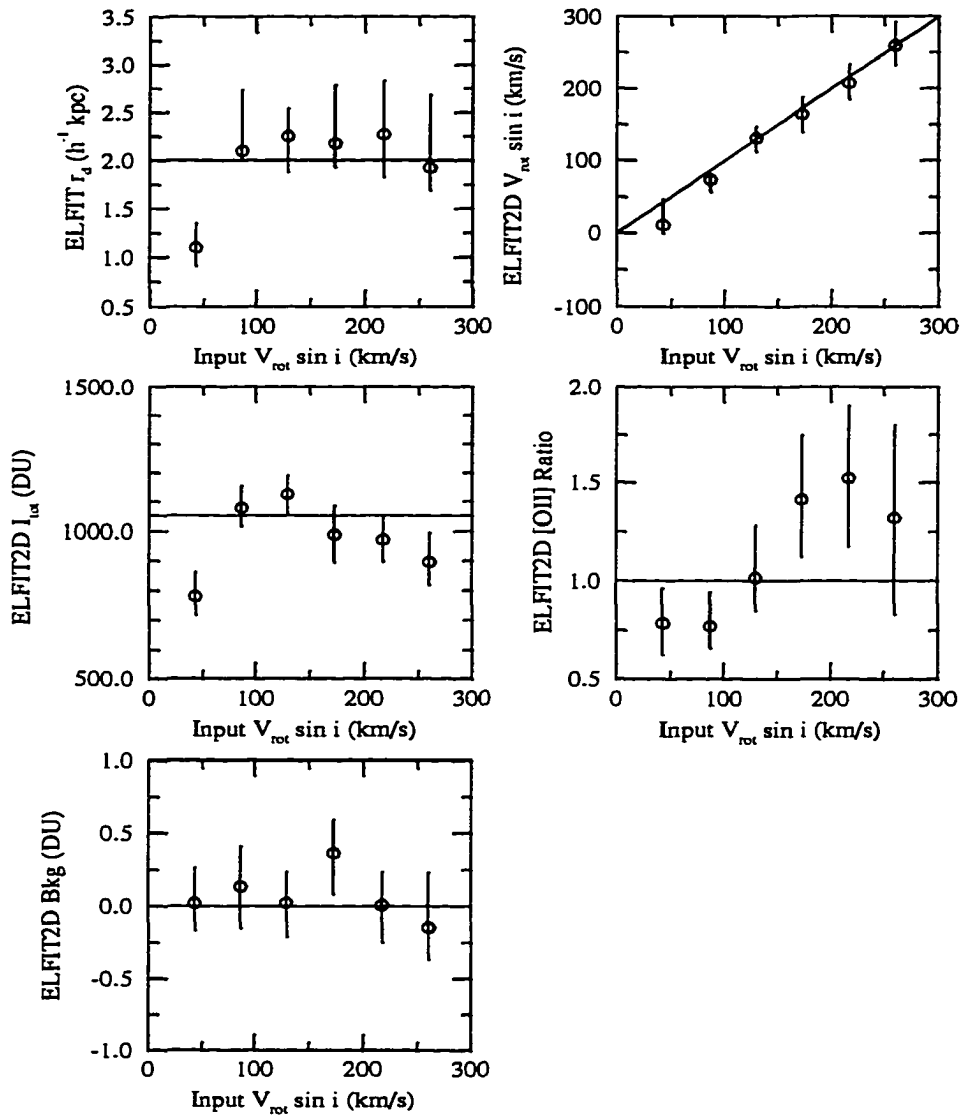 ELFIT r_d (h^-1 kpc)
3.5
3.0
2.5
2.0
1.5
1.0
0.5
0 100 200 300
Input V_rot sin i (km/s)
ELFIT2D V_rot sin i (km/s)
300
200
100
0
-100
0 100 200 300
Input V_rot sin i (km/s)
ELFIT2D I_tot (DU)
1500.0
1000.0
500.0
0 100 200 300
Input V_rot sin i (km/s)
ELFIT2D [OII] Ratio
2.0
1.5
1.0
0.5
0 100 200 300
Input V_rot sin i (km/s)
ELFIT2D Bkg (DU)
1.0
0.5
0.0
-0.5
-1.0
0 100 200 300
Input V_rot sin i (km/s)